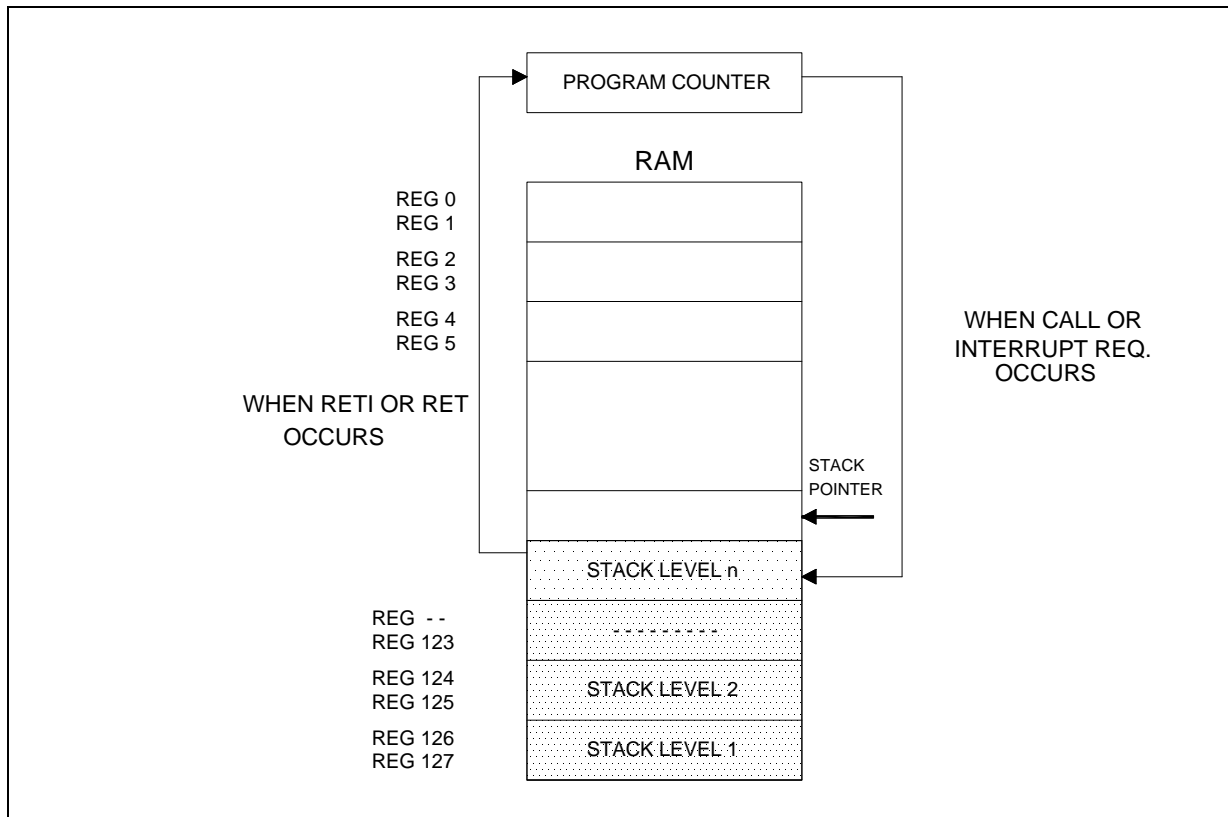 PROGRAM COUNTER
RAM
REG 0
REG 1
REG 2
REG 3
REG 4
REG 5
WHEN CALL OR
INTERRUPT REQ.
OCCURS
WHEN RETI OR RET
OCCURS
STACK
POINTER
STACK LEVEL n
REG - -
REG 123
- - - - - - - - -
REG 124
REG 125
STACK LEVEL 2
REG 126
REG 127
STACK LEVEL 1